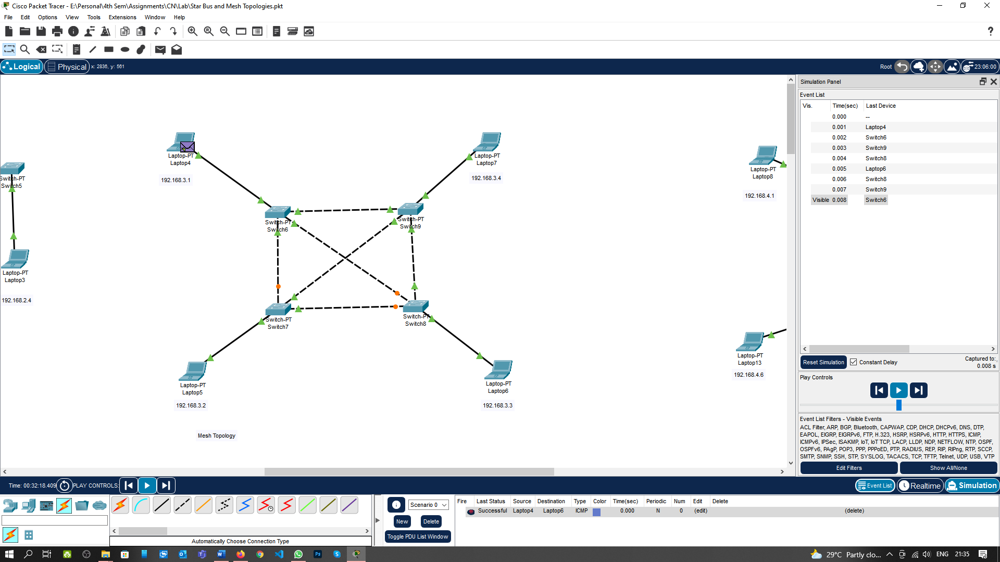 Cisco Packet Tracer - E:\Personal\4th Sem\Assignments\CN\Lab\Star Bus and Mesh Topologies.pkt
File Edit Options View Tools Extensions Window Help
Logical Physical x: 2836, y: 561 Root 23:06:00
Simulation Panel
Event List
Vis. Time(sec) Last Device
0.000 --
0.001 Laptop4
0.002 Switch6
0.003 Switch9
0.004 Switch8
0.005 Laptop6
0.006 Switch8
0.007 Switch9
Visible 0.008 Switch6
Laptop-PT
Laptop4
192.168.3.1
Laptop-PT
Laptop7
192.168.3.4
Laptop-PT
Laptop8
192.168.4.1
Switch-PT
Switch5
Switch-PT
Switch6
Switch-PT
Switch9
Laptop-PT
Laptop3
192.168.2.4
Switch-PT
Switch7
Switch-PT
Switch8
Laptop-PT
Laptop13
192.168.4.6
Laptop-PT
Laptop5
192.168.3.2
Laptop-PT
Laptop6
192.168.3.3
Mesh Topology
Reset Simulation Constant Delay Captured to:
0.008 s
Play Controls
Event List Filters - Visible Events
ACL Filter, ARP, BGP, Bluetooth, CAPWAP, CDP, DHCP, DHCPv6, DNS, DTP,
EAPOL, EIGRP, EIGRPv6, FTP, H.323, HSRP, HSRPv6, HTTP, HTTPS, ICMP,
ICMPv6, IPSec, ISAKMP, IoT, IoT TCP, LACP, LLDP, NDP, NETFLOW, NTP, OSPF,
OSPFv6, PAgP, POP3, PPP, PPPoED, PTP, RADIUS, REP, RIP, RIPng, RTP, SCCP,
SMTP, SNMP, SSH, STP, SYSLOG, TACACS, TCP, TFTP, Telnet, UDP, USB, VTP
Edit Filters Show All/None
Time: 00:32:18.409 PLAY CONTROLS: Event List Realtime Simulation
Scenario 0
New Delete
Toggle PDU List Window
Fire Last Status Source Destination Type Color Time(sec) Periodic Num Edit Delete
Successful Laptop4 Laptop6 ICMP 0.000 N 0 (edit) (delete)
Automatically Choose Connection Type
29°C Partly clo... ENG 21:35